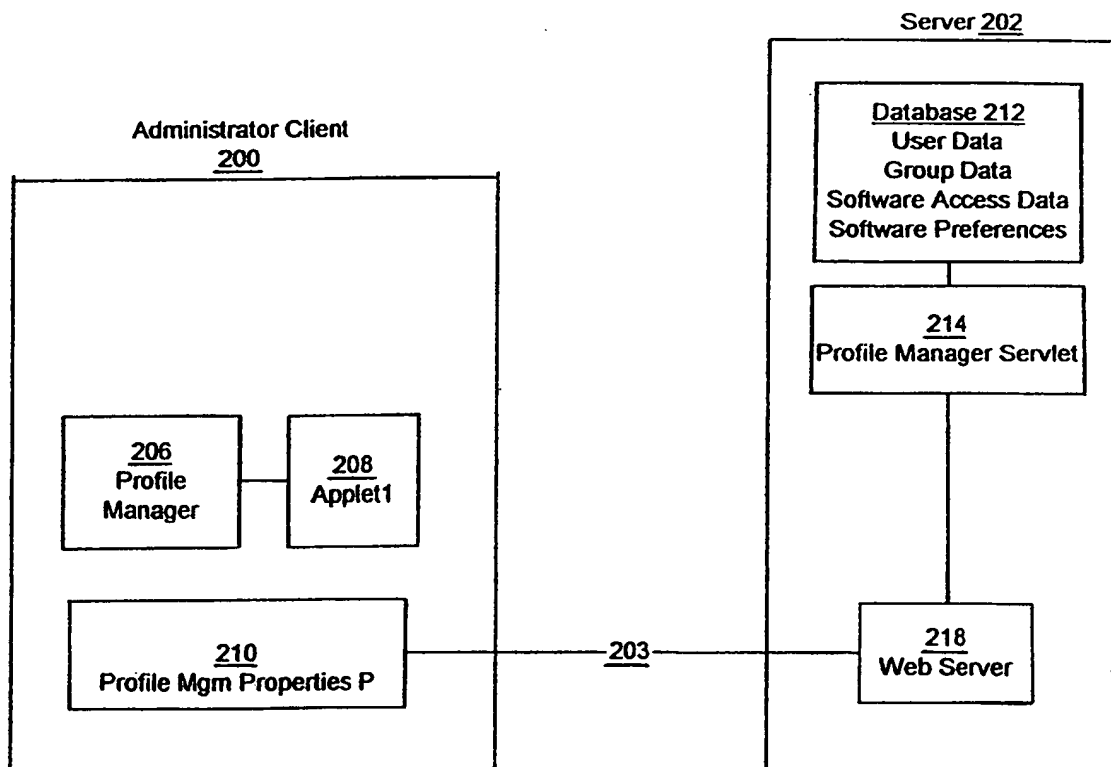 Server 202
Database 212
User Data
Group Data
Software Access Data
Software Preferences
Administrator Client
200
214
Profile Manager Servlet
206
Profile
Manager
208
Applet1
210
Profile Mgm Properties P
203
218
Web Server